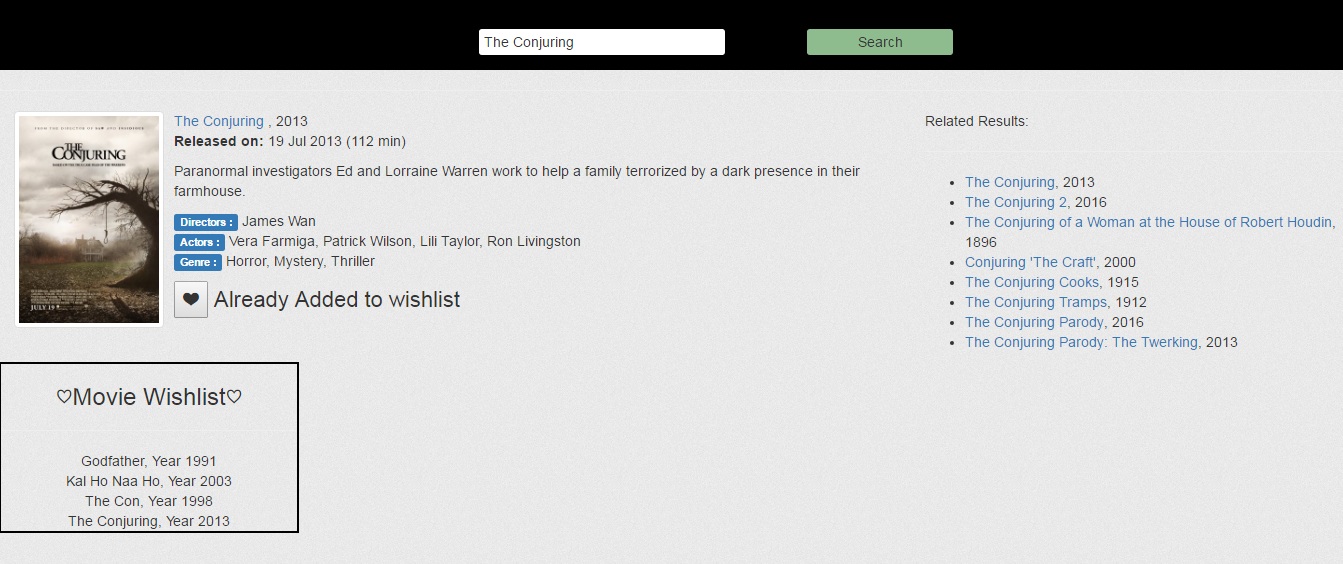 The Conjuring
Search
FROM THE DIRECTOR OF SAW AND INSIDIOUS
THE
CONJURING
JULY 19
The Conjuring , 2013
Released on: 19 Jul 2013 (112 min)
Paranormal investigators Ed and Lorraine Warren work to help a family terrorized by a dark presence in their
farmhouse.
Directors : James Wan
Actors : Vera Farmiga, Patrick Wilson, Lili Taylor, Ron Livingston
Genre : Horror, Mystery, Thriller
Already Added to wishlist
Related Results:
The Conjuring, 2013
The Conjuring 2, 2016
The Conjuring of a Woman at the House of Robert Houdin,
1896
Conjuring 'The Craft', 2000
The Conjuring Cooks, 1915
The Conjuring Tramps, 1912
The Conjuring Parody, 2016
The Conjuring Parody: The Twerking, 2013
♡Movie Wishlist♡
Godfather, Year 1991
Kal Ho Naa Ho, Year 2003
The Con, Year 1998
The Conjuring, Year 2013